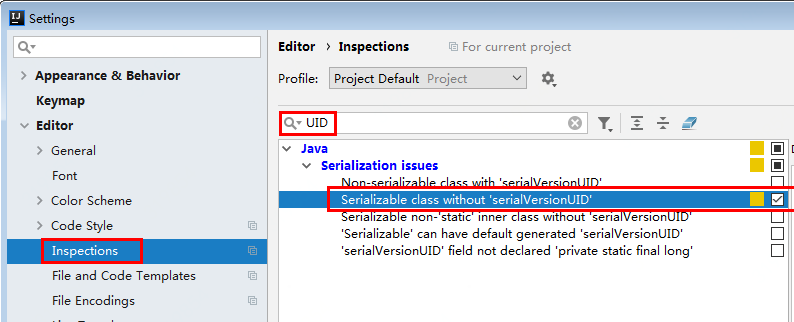 IJ Settings
Appearance & Behavior
Keymap
Editor
General
Font
Color Scheme
Code Style
Inspections
File and Code Templates
File Encodings
Editor › Inspections For current project
Profile: Project Default Project
UID
Java
Serialization issues
Non-serializable class with 'serialVersionUID'
Serializable class without 'serialVersionUID'
Serializable non-'static' inner class without 'serialVersionUID'
'Serializable' can have default generated 'serialVersionUID'
'serialVersionUID' field not declared 'private static final long'